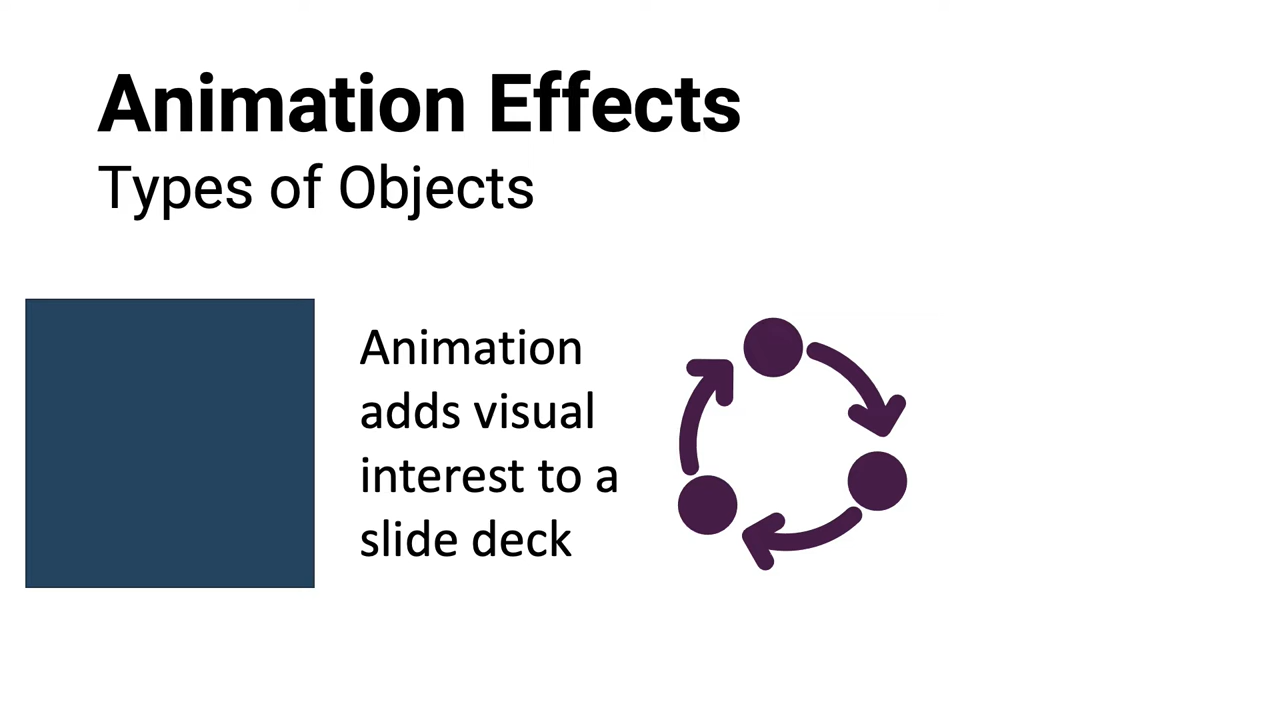 Animation Effects
Types of Objects
Animation
adds visual
interest to a
slide deck